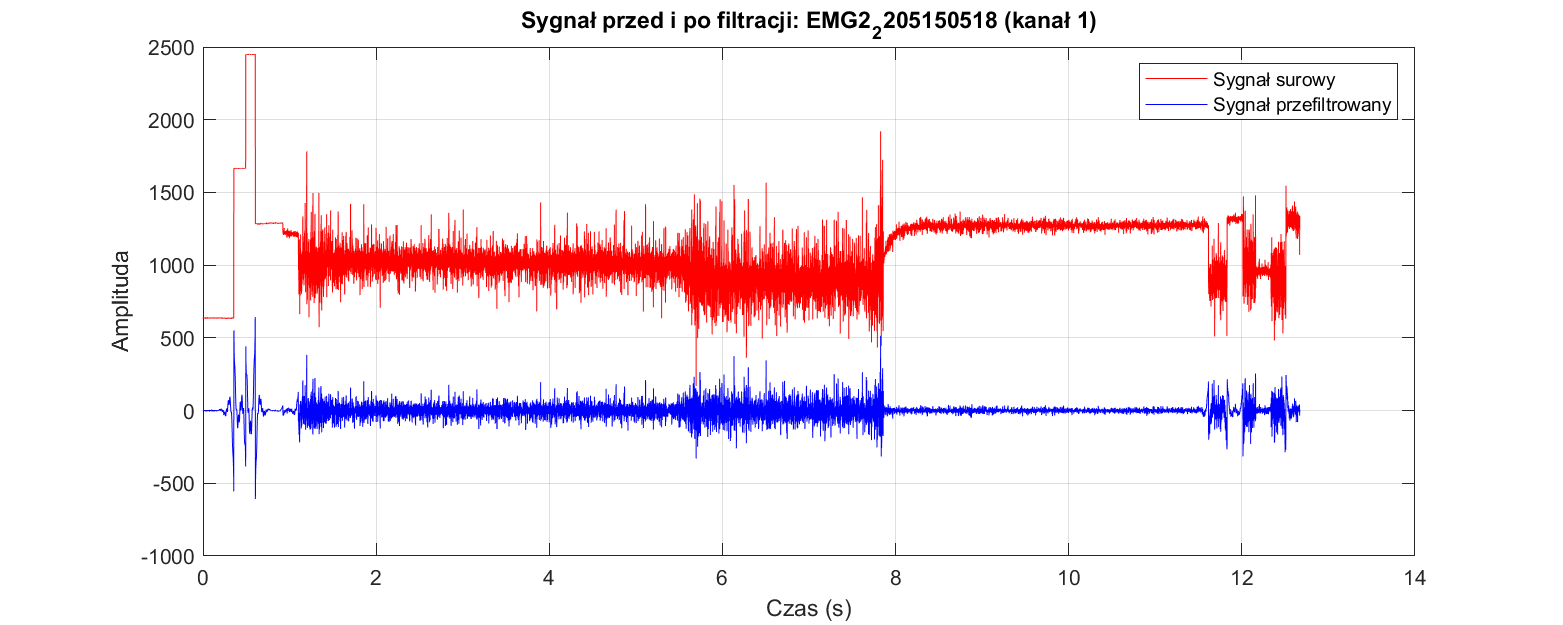 Sygnał przed i po filtracji: EMG2₂205150518 (kanał 1)
Sygnał surowy
Sygnał przefiltrowany
Amplituda
2500
2000
1500
1000
500
0
-500
-1000
0 2 4 6 8 10 12 14
Czas (s)